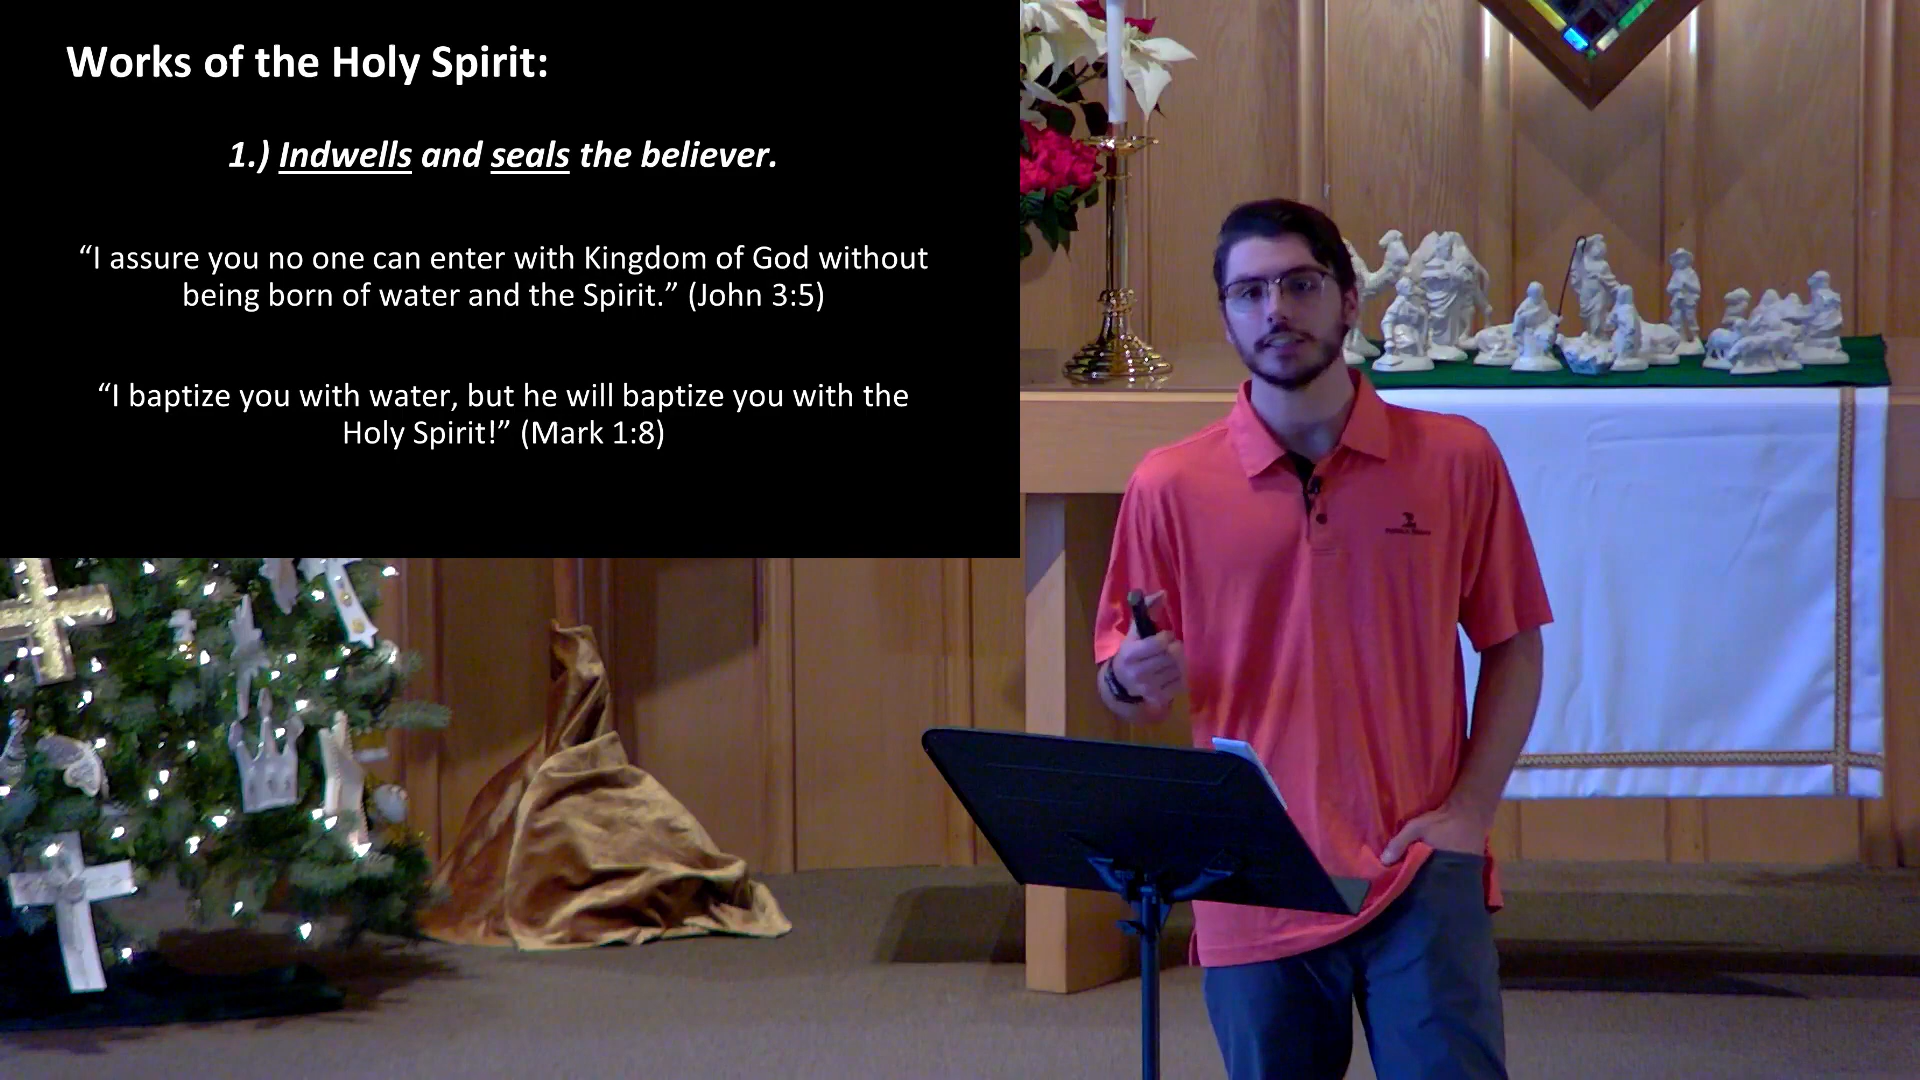 Works of the Holy Spirit:
1.) Indwells and seals the believer.
“I assure you no one can enter with Kingdom of God without
being born of water and the Spirit.” (John 3:5)
“I baptize you with water, but he will baptize you with the
Holy Spirit!” (Mark 1:8)